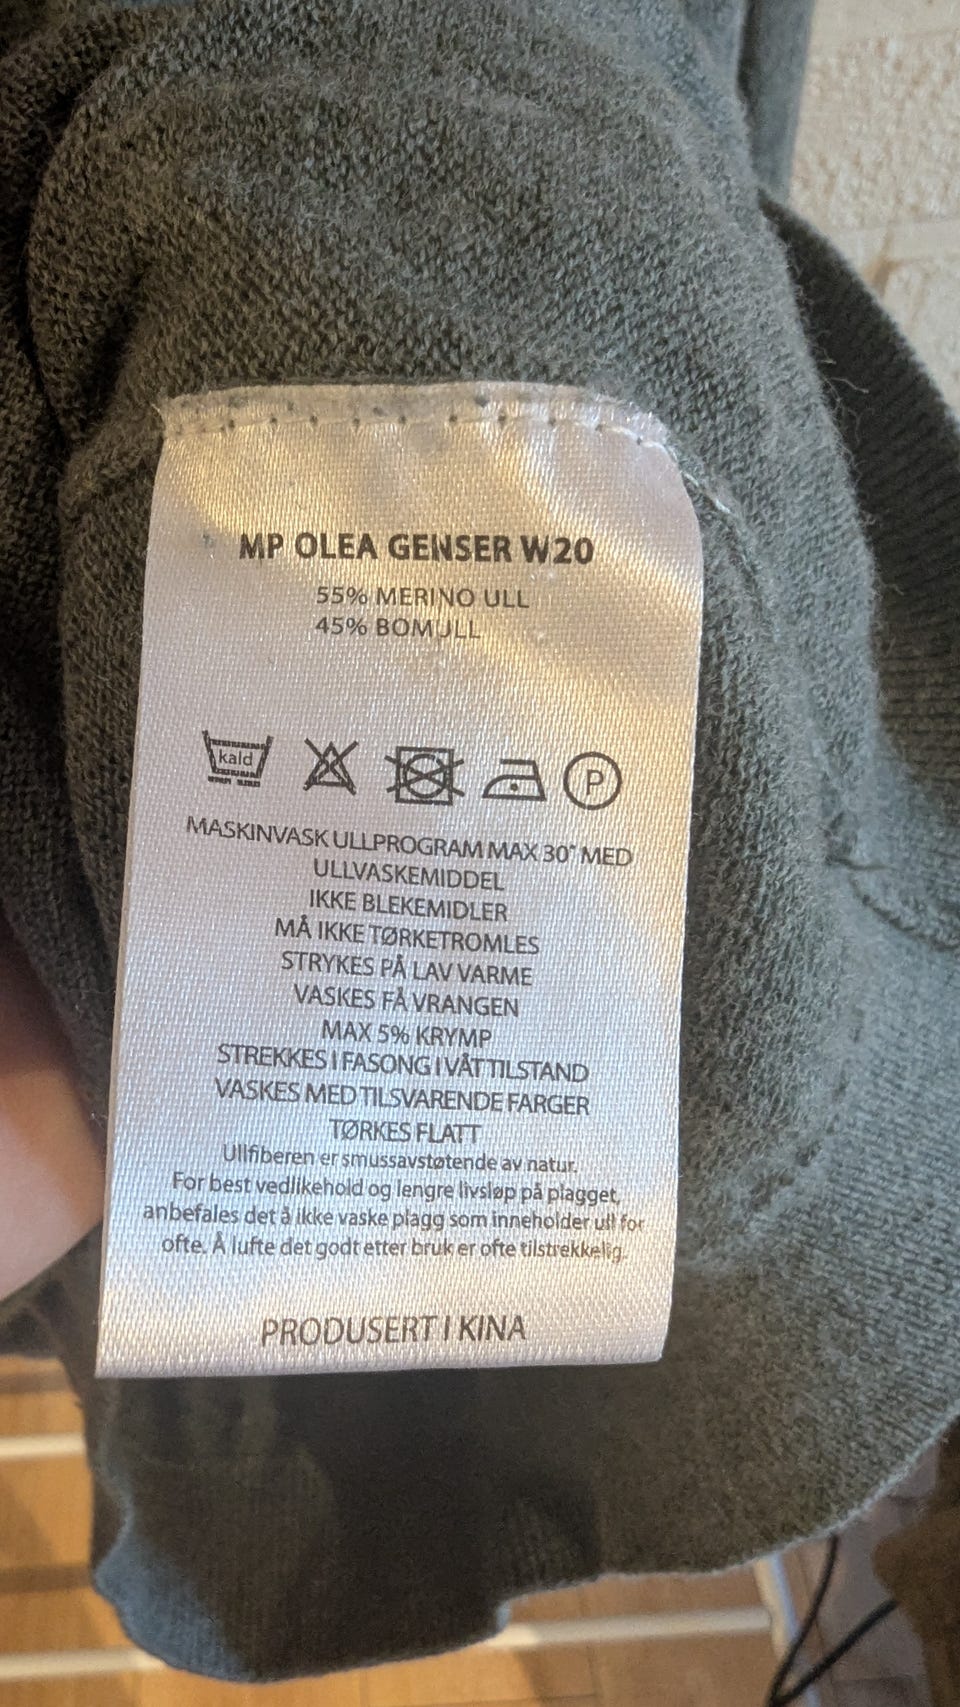 MP OLEA GENSER W20
55% MERINO ULL
45% BOMULL
kald
P
MASKINVASK ULLPROGRAM MAX 30° MED
ULLVASKEMIDDEL
IKKE BLEKEMIDLER
MÅ IKKE TØRKETROMLES
STRYKES PÅ LAV VARME
VASKES FÅ VRANGEN
MAX 5% KRYMP
STREKKES I FASONG I VÅT TILSTAND
VASKES MED TILSVARENDE FARGER
TØRKES FLATT
Ullfiberen er smussavstøtende av natur.
For best vedlikehold og lengre livsløp på plagget,
anbefales det å ikke vaske plagg som inneholder ull for
ofte. Å lufte det godt etter bruk er ofte tilstrekkelig.
PRODUSERT I KINA